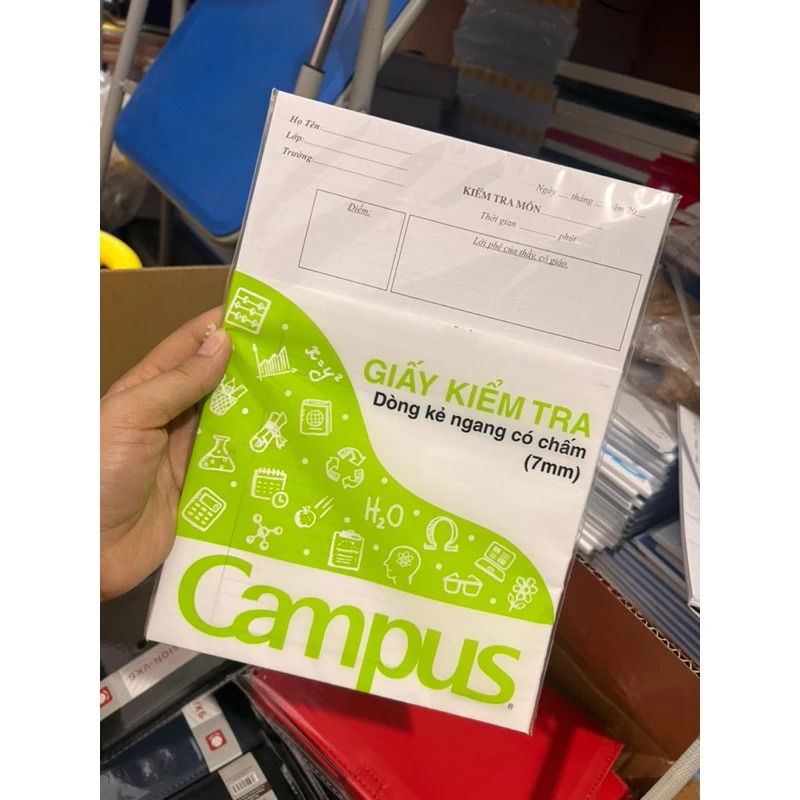 Họ Tên:
Lớp:
Trường:
Ngày tháng năm 20
KIỂM TRA MÔN
Thời gian phút
Điểm:
Lời phê của thầy, cô giáo.
GIẤY KIỂM TRA
Dòng kẻ ngang có chấm
(7mm)
x=y²
H₂O
Ω
Campus®